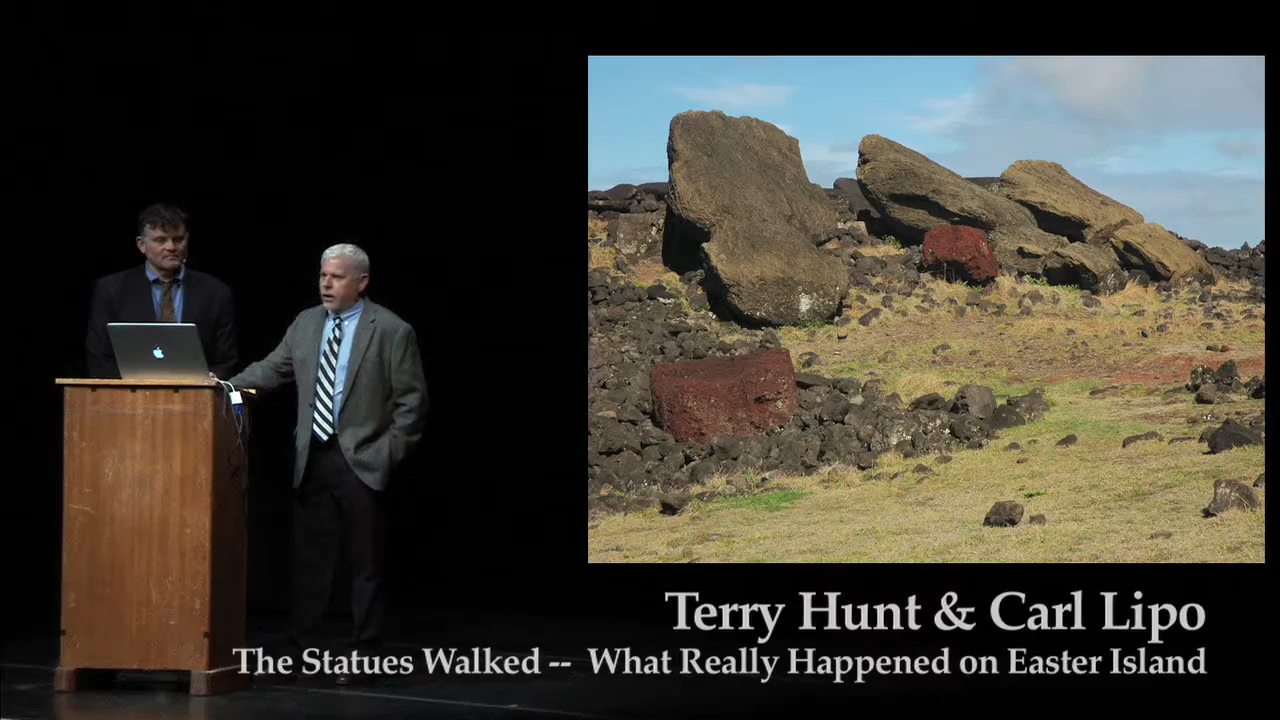 Terry Hunt & Carl Lipo
The Statues Walked -- What Really Happened on Easter Island